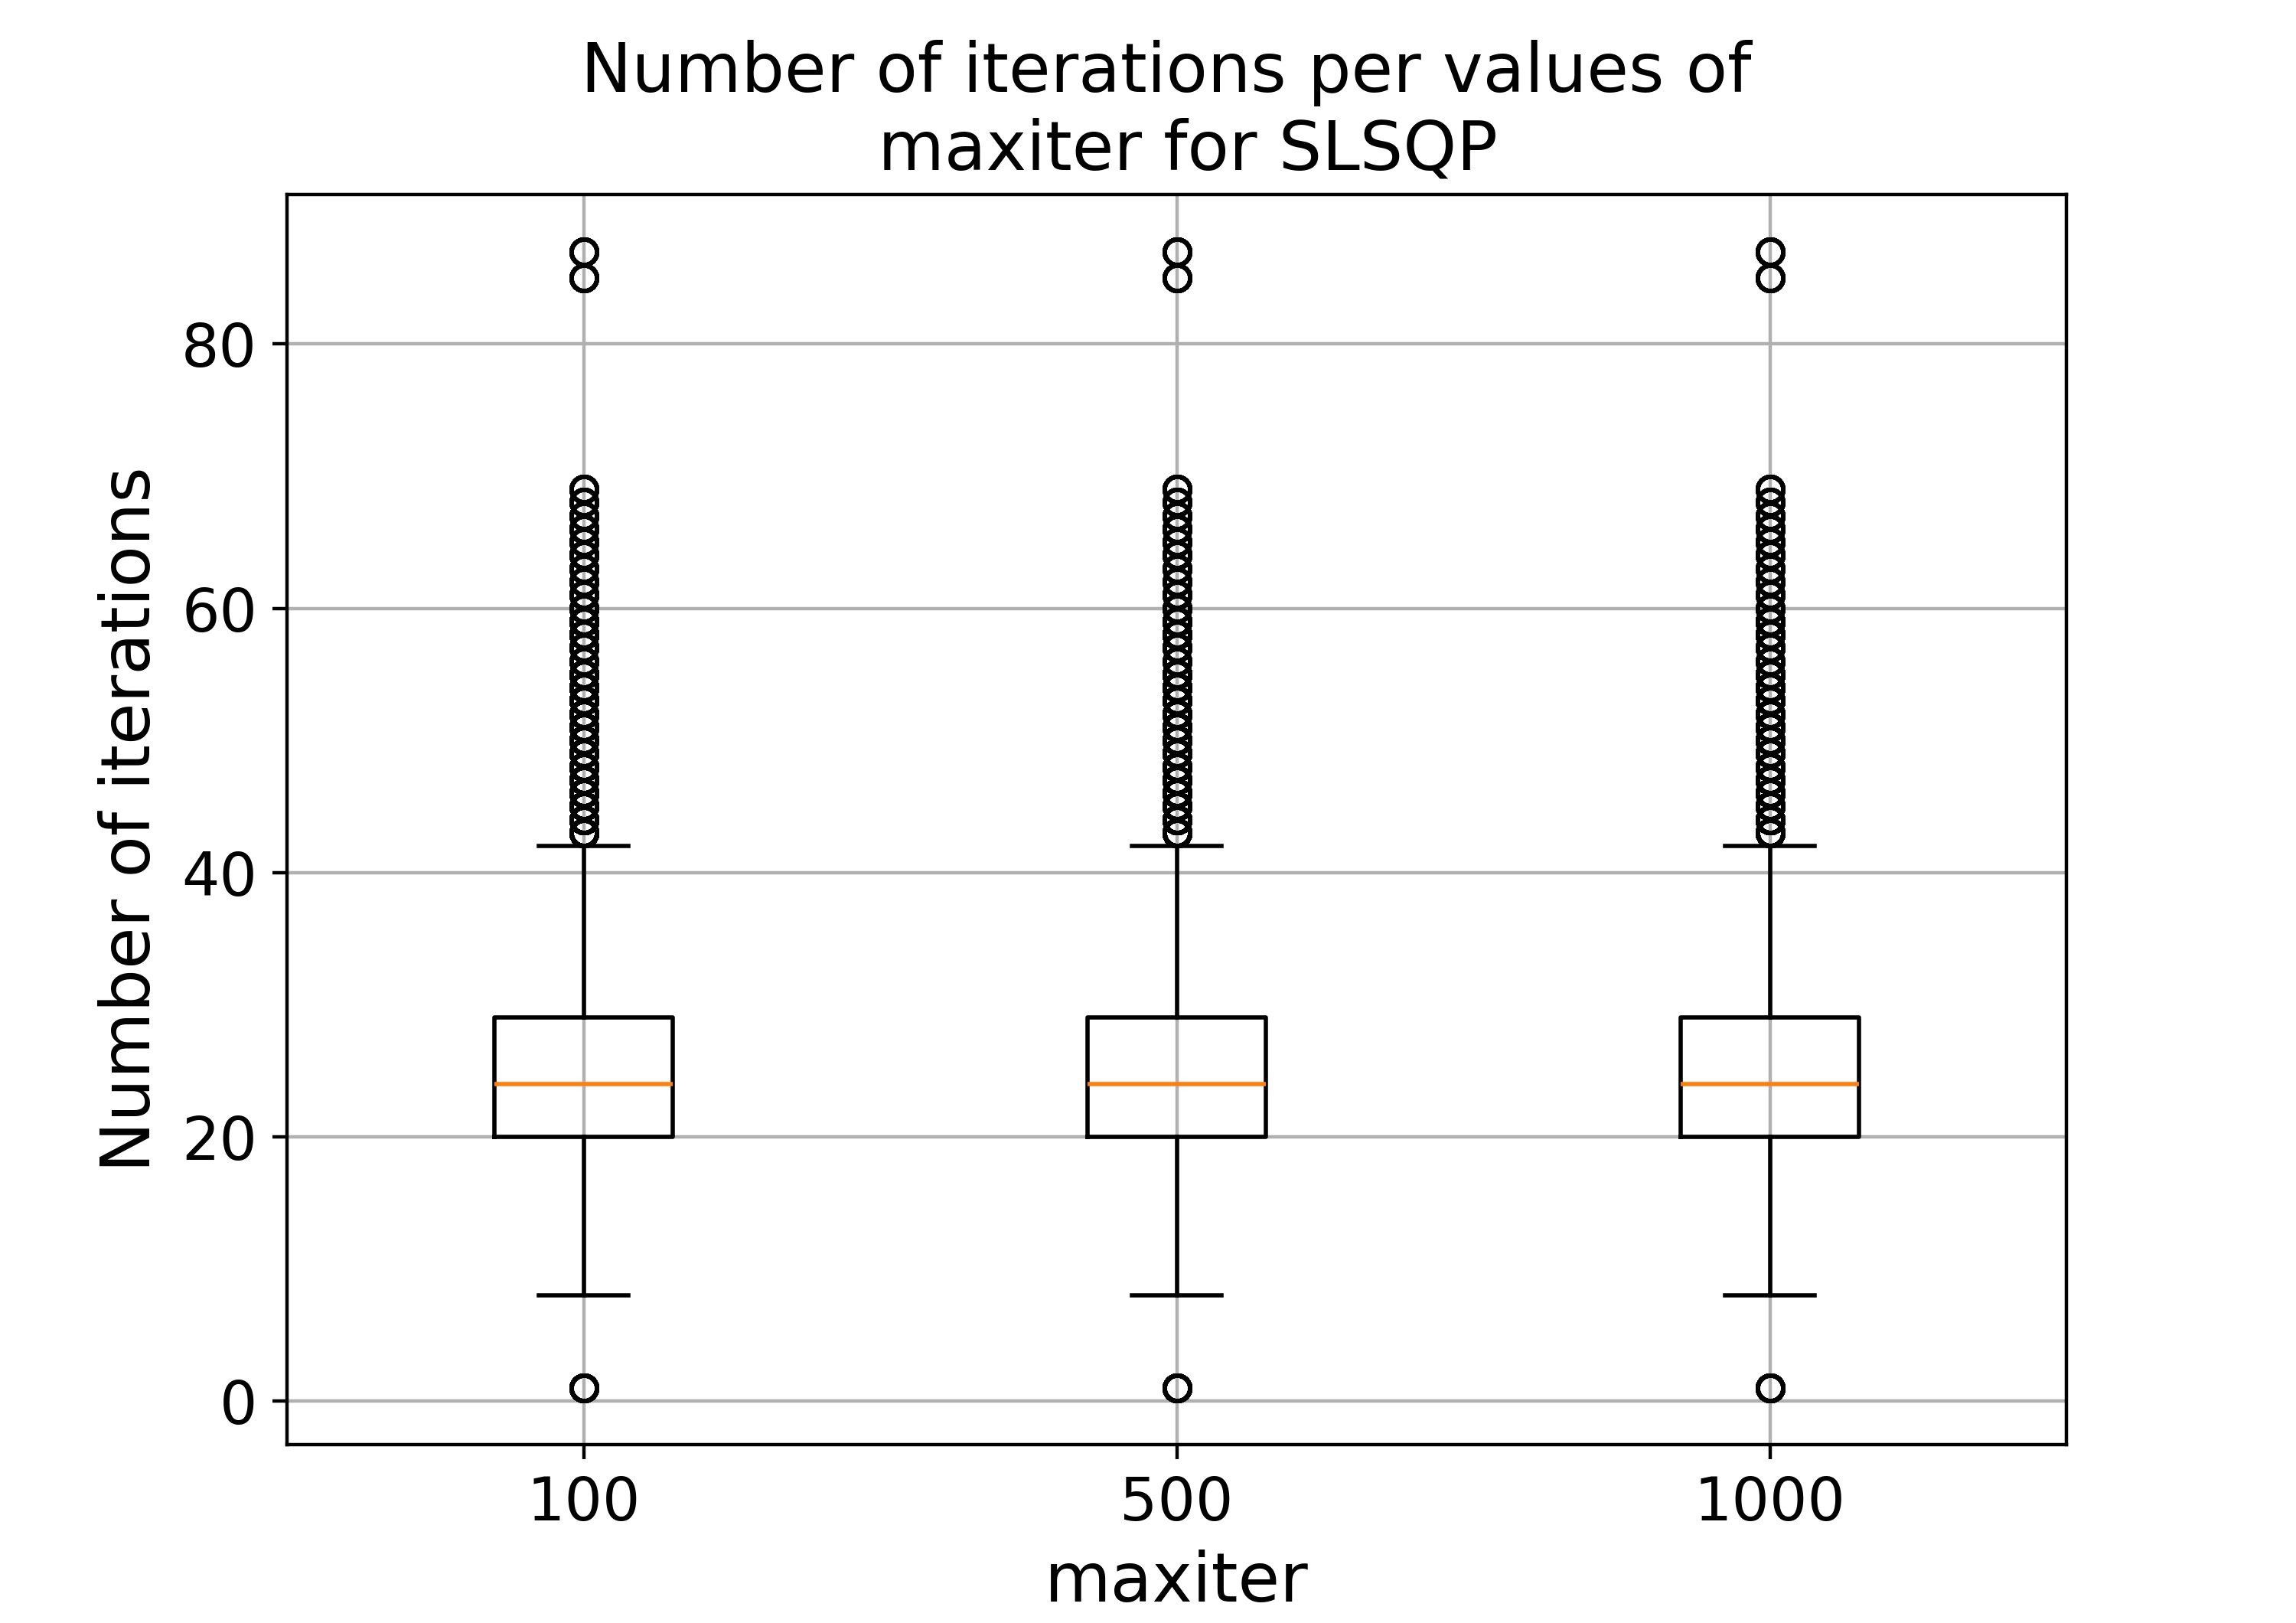 Number of iterations per values of
maxiter for SLSQP
Number of iterations
80
60
40
20
0
100
500
1000
maxiter